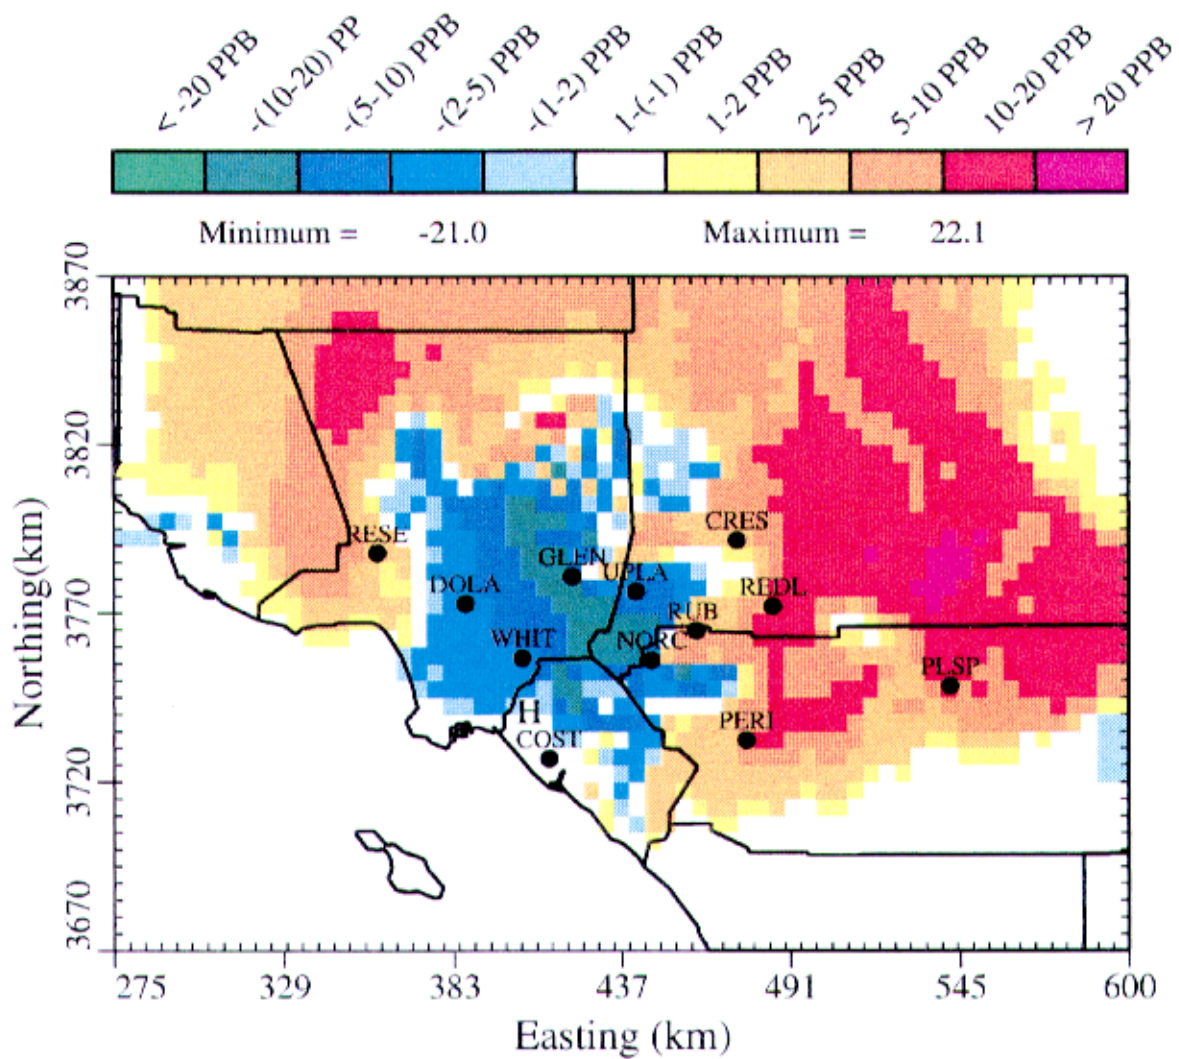 < -20 PPB -(10-20) PP -(5-10) PPB -(2-5) PPB -(1-2) PPB 1-(-1) PPB 1-2 PPB 2-5 PPB 5-10 PPB 10-20 PPB > 20 PPB
Minimum = -21.0 Maximum = 22.1
3870
3820
CRES
RESE
GLEN
UPLA
DOLA
REDL
3770
RUB
WHIT
NORC
PLSP
H
PERI
COST
3720
3670
Northing(km)
275 329 383 437 491 545 600
Easting (km)